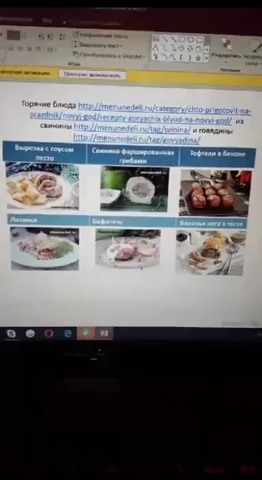 Горячие блюда http://menunedeli.ru/category/chto-prigotovit-na-
prazdnik/novyj-god/recepty-goryachix-blyud-na-novyj-god/ из
свинины http://menunedeli.ru/tag/svinina/ и говядины
http://menunedeli.ru/tag/govyadina/
Вырезка с соусом песто
Свинина фаршированная грибами
Тефтели в беконе
Лазанья
Бефштекс
Баранья нога в тесте